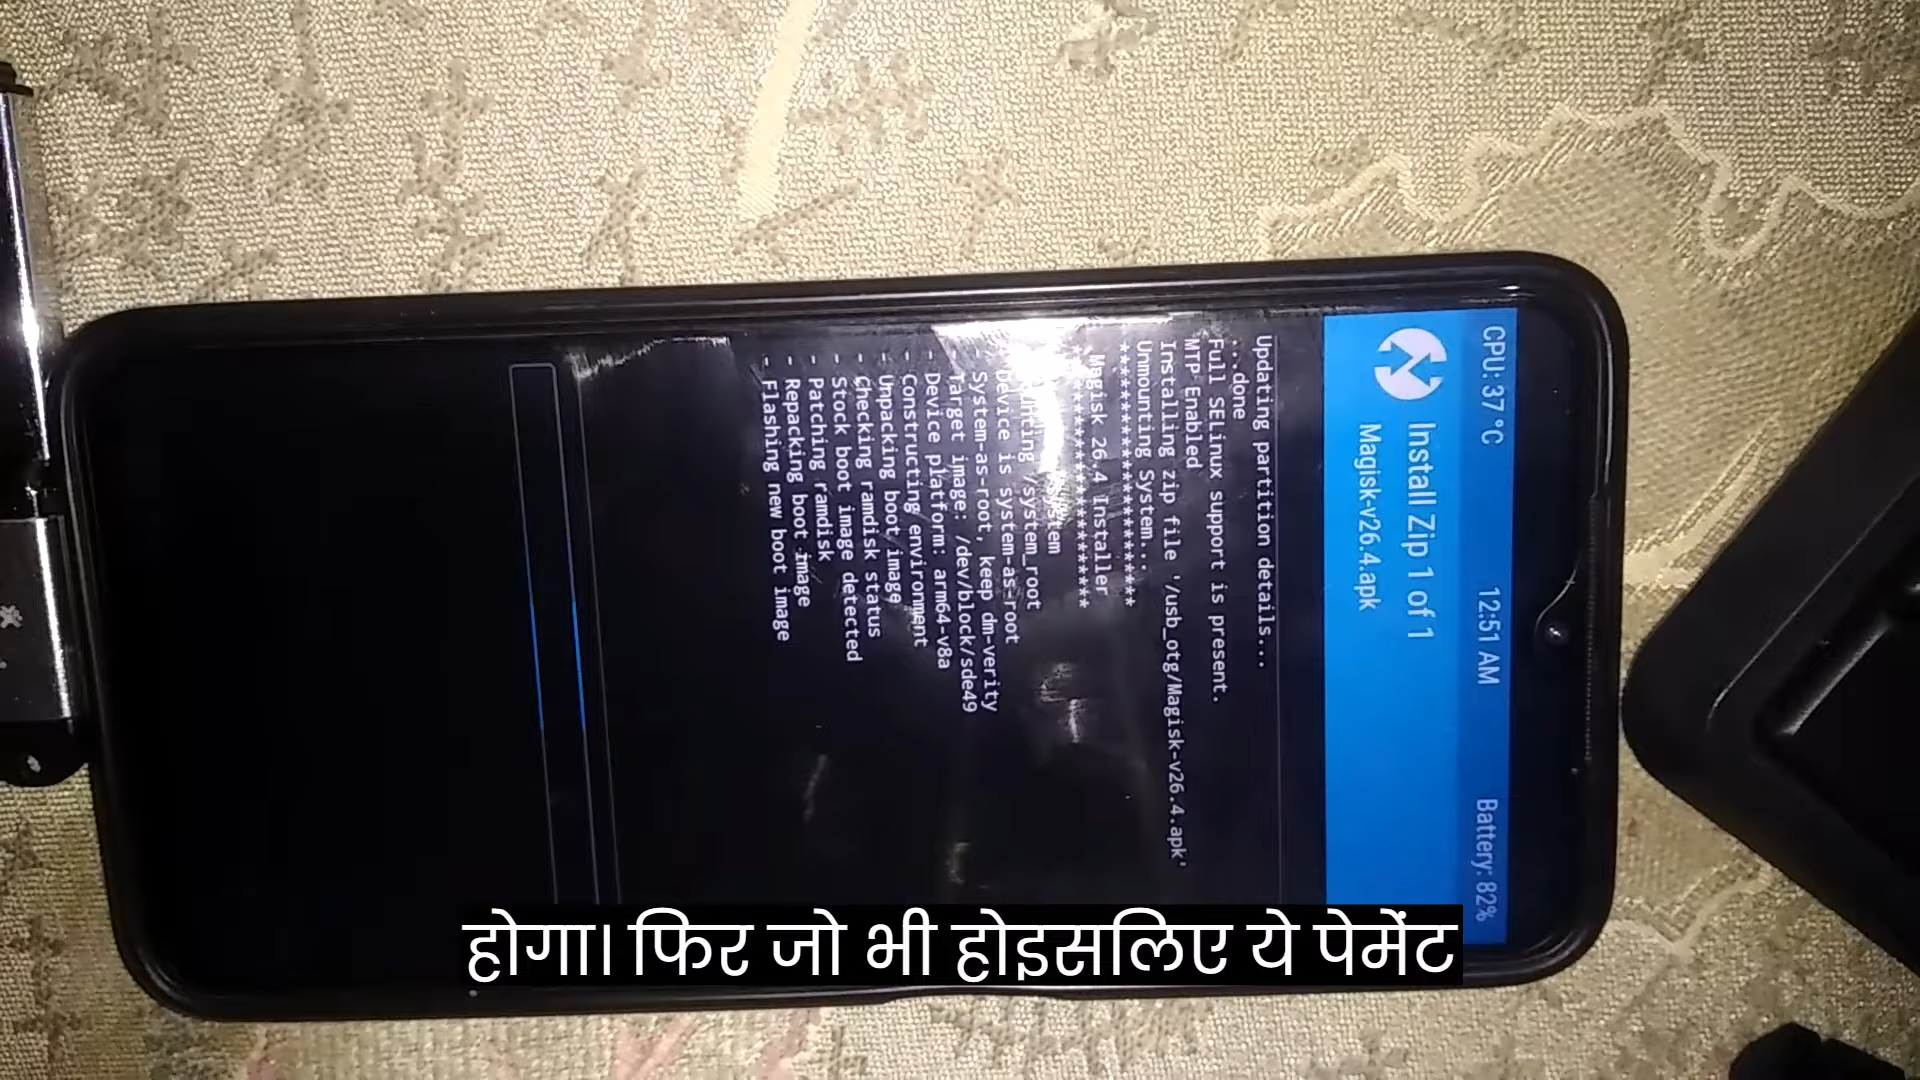 CPU: 37 °C 12:51 AM Battery: 82%
Install Zip 1 of 1
Magisk-v26.4.apk
Updating partition details...
...done
Full SELinux support is present.
MTP Enabled
Installing zip file '/usb_otg/Magisk-v26.4.apk'
Unmounting System...
***********************
Magisk 26.4 Installer
***********************
/system_root
- Device is system-as-root
- System-as-root, keep dm-verity
- Target image: /dev/block/sde49
- Device platform: arm64-v8a
- Constructing environment
- Unpacking boot image
- Checking ramdisk status
- Stock boot image detected
- Patching ramdisk
- Repacking boot image
- Flashing new boot image
होगा। फिर जो भी होइसलिए ये पेमेंट